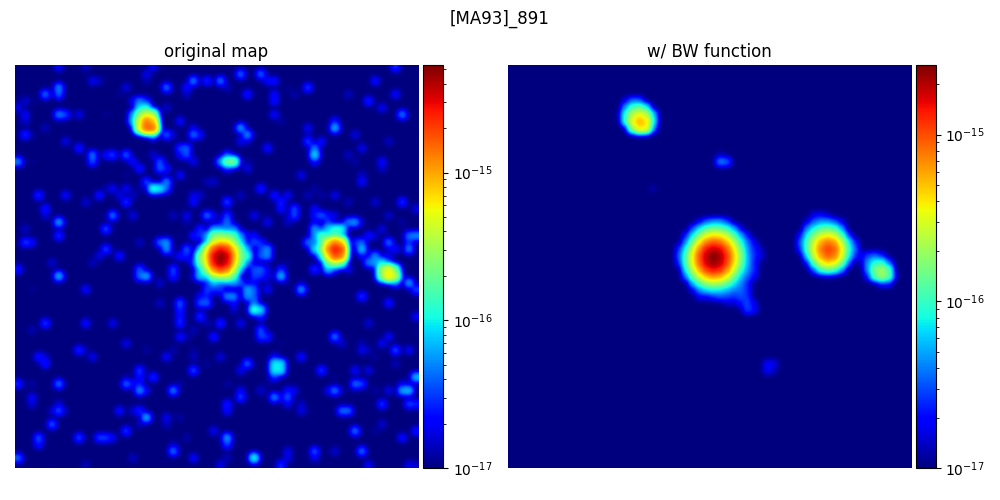 [MA93]_891
original map
w/ BW function
10⁻¹⁵
10⁻¹⁶
10⁻¹⁷
10⁻¹⁵
10⁻¹⁶
10⁻¹⁷